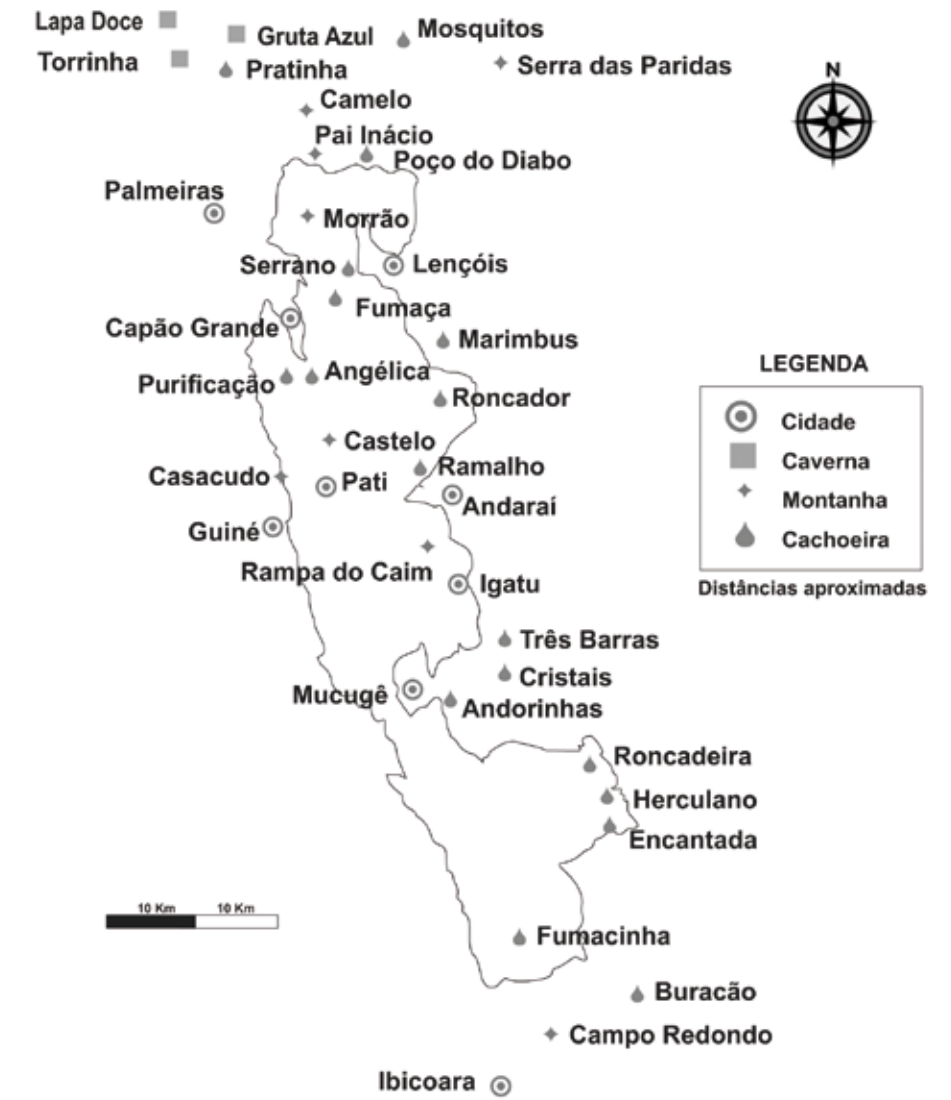 Lapa Doce
Gruta Azul
Mosquitos
Torrinha
Pratinha
Serra das Paridas
N
Camelo
Pai Inácio
Poço do Diabo
Palmeiras
Morrão
Serrano
Lençóis
Fumaça
Capão Grande
Marimbus
Purificação
Angélica
Roncador
Castelo
Ramalho
Casacudo
Pati
Andaraí
Guiné
Rampa do Caim
Igatu
Três Barras
Cristais
Mucugê
Andorinhas
Roncadeira
Herculano
Encantada
Fumacinha
Buracão
Campo Redondo
Ibicoara
LEGENDA
Cidade
Caverna
Montanha
Cachoeira
Distâncias aproximadas
10 Km 10 Km